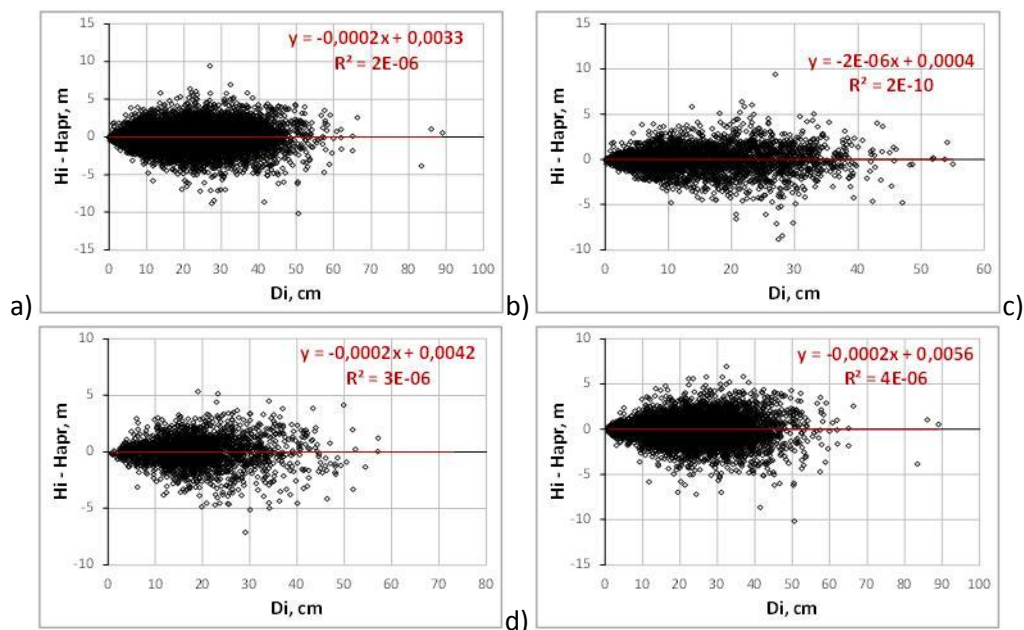 15
10
5
0
-5
-10
-15
y = -0,0002x + 0,0033
R² = 2E-06
0 10 20 30 40 50 60 70 80 90 100
Hi - Hapr, m
Di, cm
a)
15
10
5
0
-5
-10
y = -2E-06x + 0,0004
R² = 2E-10
0 10 20 30 40 50 60
Hi - Hapr, m
Di, cm
b)
c)
10
5
0
-5
-10
y = -0,0002x + 0,0042
R² = 3E-06
0 10 20 30 40 50 60 70 80
Hi - Hapr, m
Di, cm
10
5
0
-5
-10
-15
y = -0,0002x + 0,0056
R² = 4E-06
0 10 20 30 40 50 60 70 80 90 100
Hi - Hapr, m
Di, cm
d)